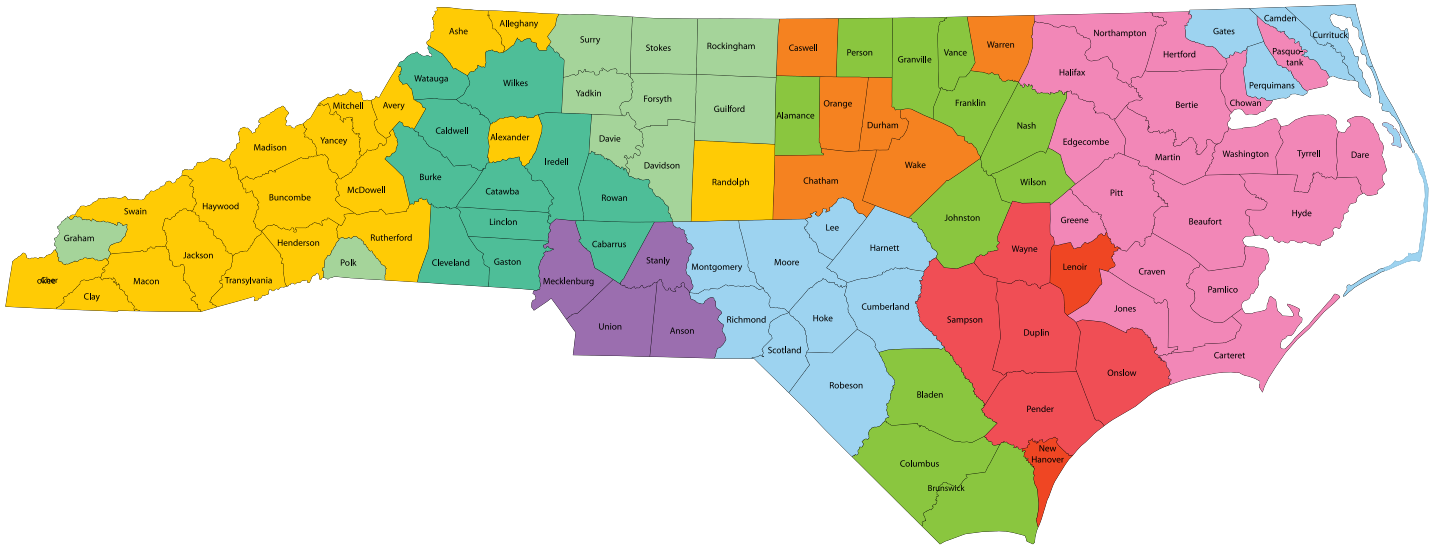 Ashe
Alleghany
Surry
Stokes
Rockingham
Caswell
Person
Granville
Vance
Warren
Northampton
Gates
Camden
Currituck
Pasquo-
tank
Hertford
Halifax
Perquimans
Chowan
Bertie
Watauga
Wilkes
Yadkin
Forsyth
Guilford
Alamance
Orange
Durham
Franklin
Nash
Edgecombe
Martin
Washington
Tyrrell
Dare
Mitchell
Avery
Yancey
Madison
Caldwell
Alexander
Iredell
Davie
Davidson
Randolph
Chatham
Wake
Wilson
Pitt
Beaufort
Hyde
Burke
McDowell
Buncombe
Haywood
Swain
Catawba
Rowan
Johnston
Greene
Graham
Jackson
Henderson
Rutherford
Polk
Linclon
Cleveland
Gaston
Cabarrus
Stanly
Mecklenburg
Montgomery
Moore
Lee
Harnett
Wayne
Lenoir
Craven
Pamlico
Jones
Carteret
Macon
Clay
Transylvania
Union
Anson
Richmond
Scotland
Hoke
Cumberland
Sampson
Duplin
Onslow
Robeson
Bladen
Pender
Columbus
Brunswick
New
Hanover